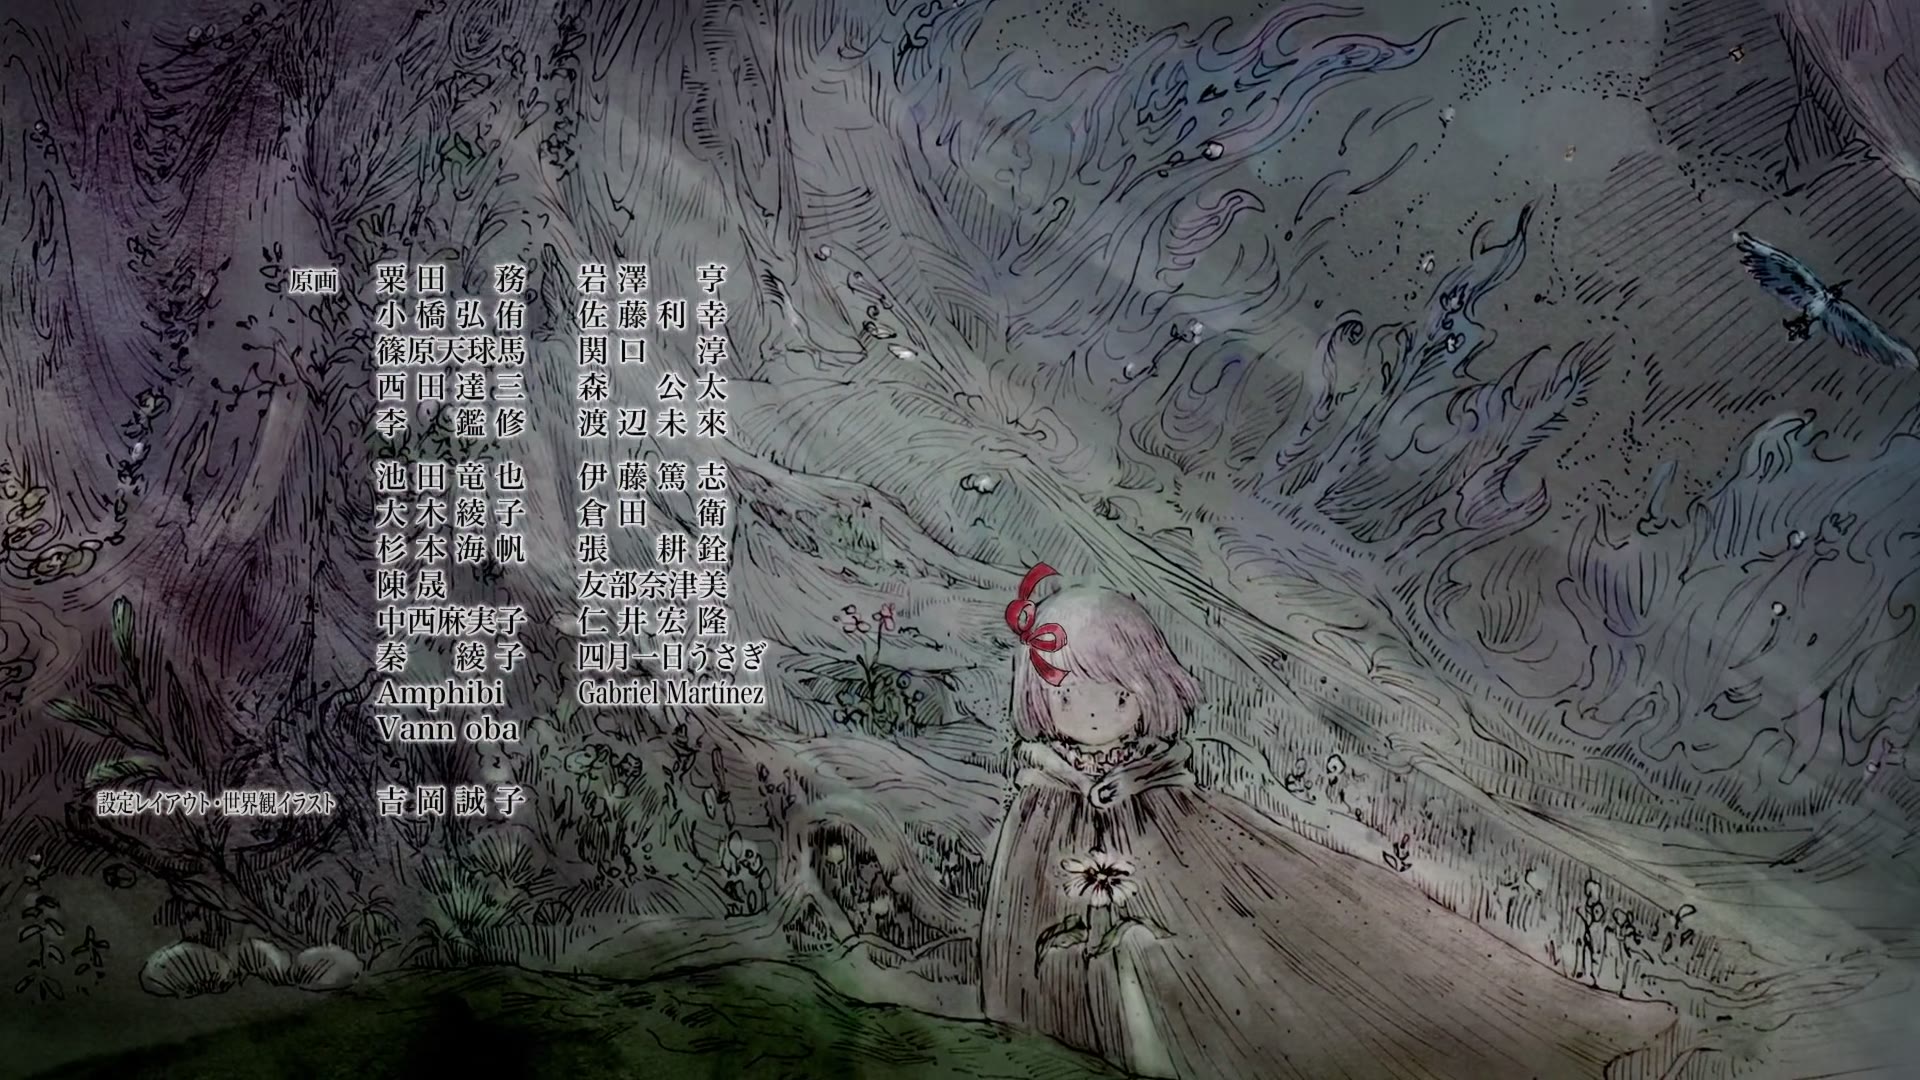 原画 粟田務 岩澤亨
小橋弘侑 佐藤利幸
篠原天球馬 関口淳
西田達三 森公太
李鑑修 渡辺未來
池田竜也 伊藤篤志
大木綾子 倉田衛
杉本海帆 張耕銓
陳晟 友部奈津美
中西麻実子 仁井宏隆
秦綾子 四月一日うさぎ
Amphibi Gabriel Martínez
Vann oba
設定レイアウト・世界観イラスト 吉岡誠子